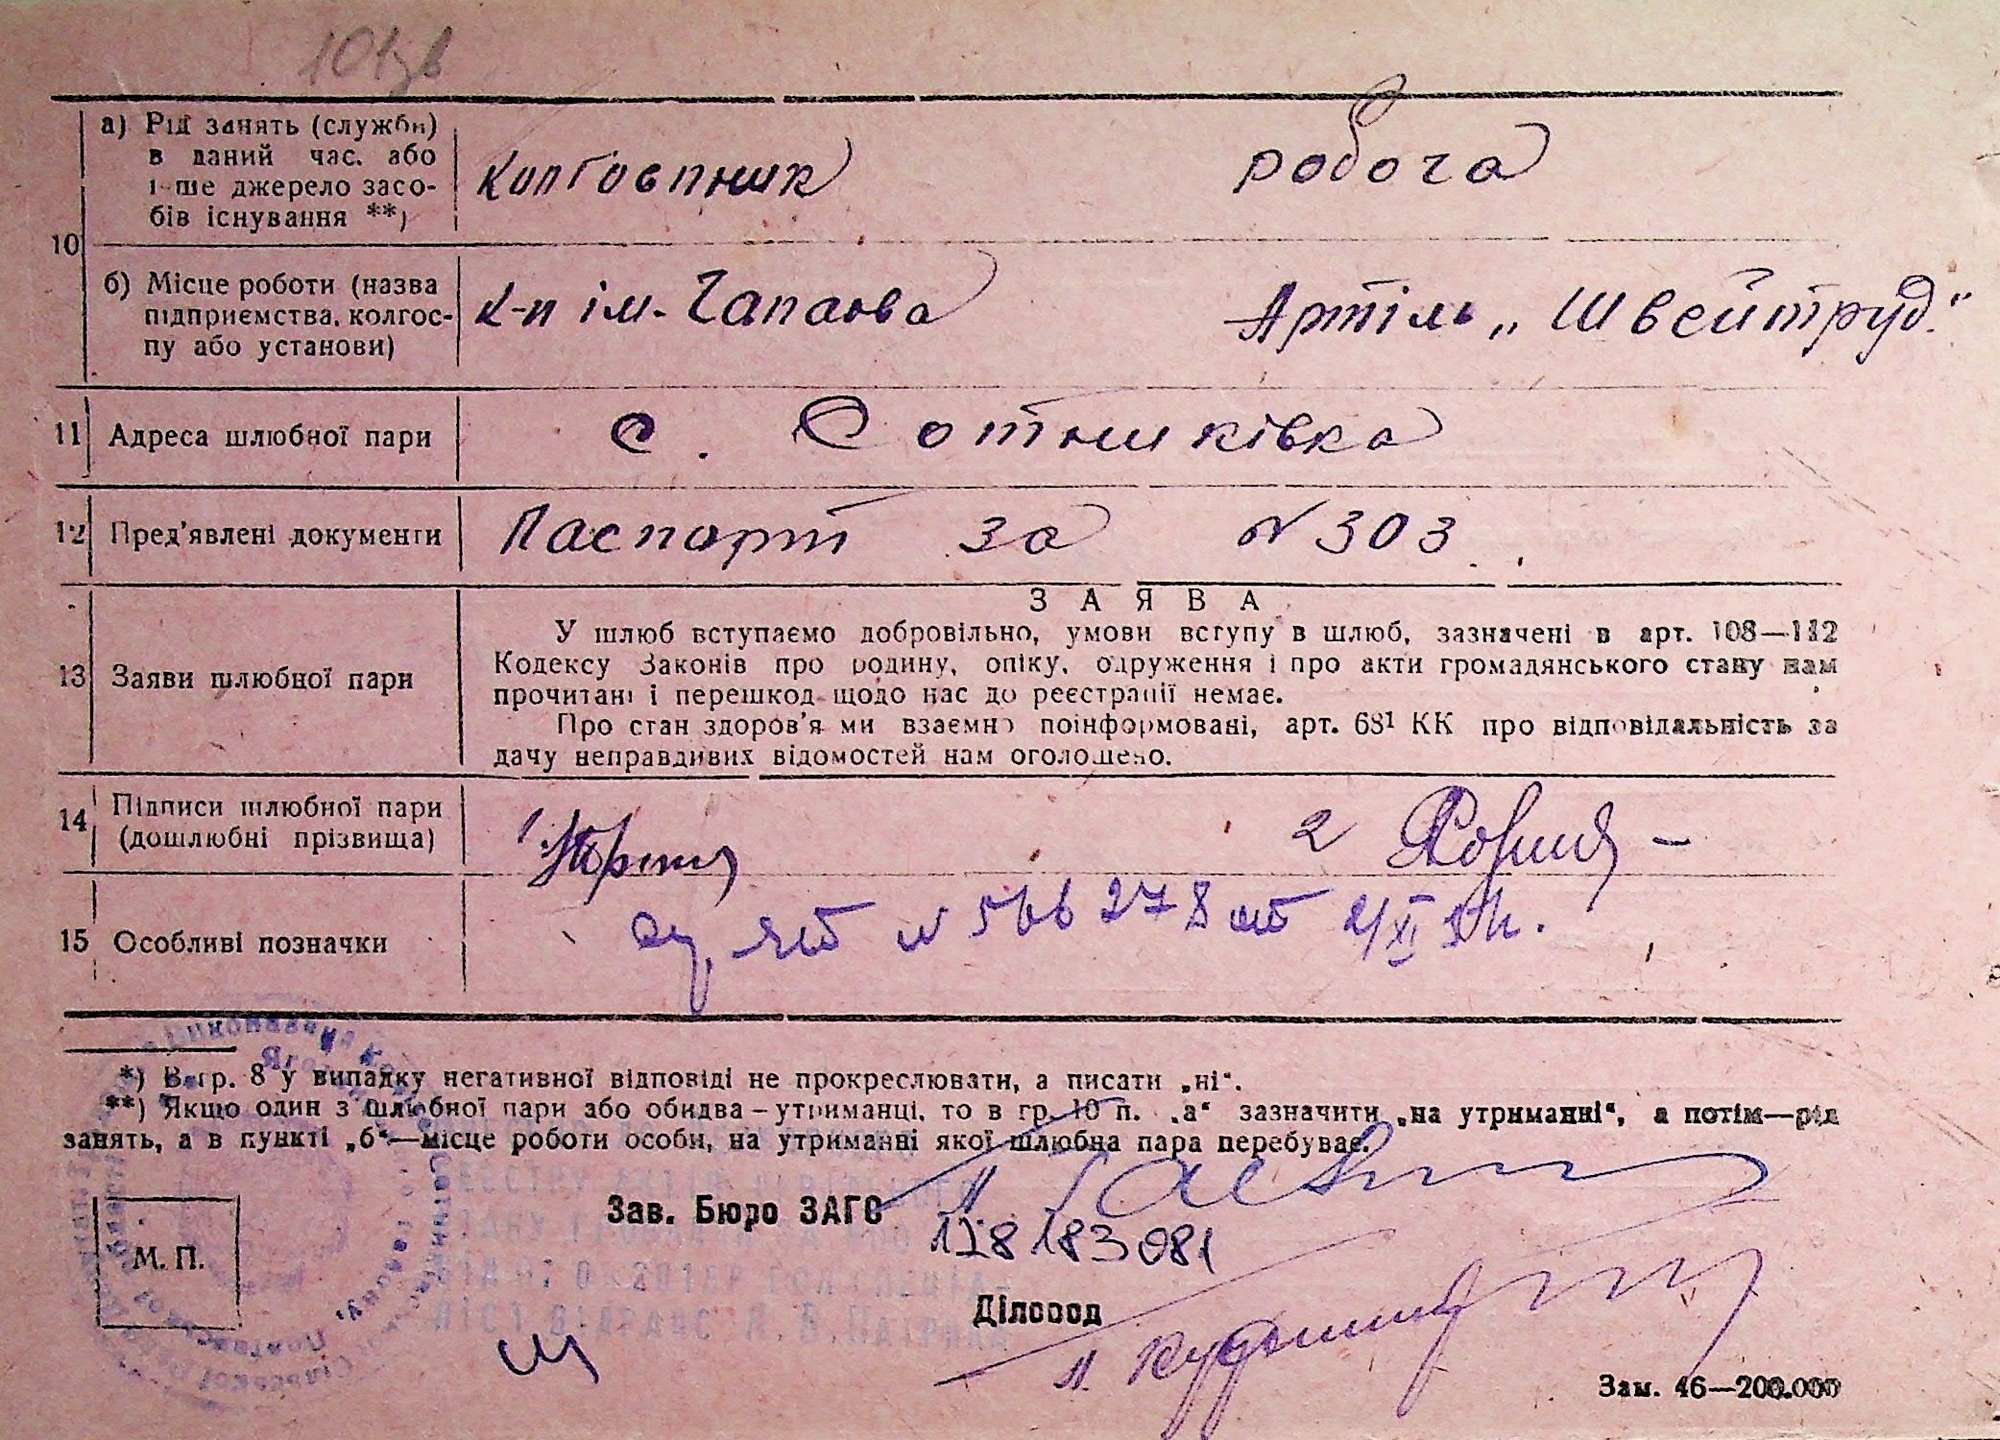 101зв
а) Рід занять (служби)
в даний час. або
інше джерело засо-
бів існування **)
колгоспник робоча
10
б) Місце роботи (назва
підприємства, колгос-
пу або установи)
к-п ім. Чапаєва Артіль „Швейтруд."
11 Адреса шлюбної пари с. Сотниківка
12 Пред'явлені документи Паспорт за N 303
13 Заяви шлюбної пари
ЗАЯВА
У шлюб вступаємо добровільно, умови вступу в шлюб, зазначені в арт. 108—112
Кодексу Законів про родину, опіку, одруження і про акти громадянського стану нам
прочитані і перешкод щодо нас до реєстрації немає.
Про стан здоров'я ми взаємно поінформовані, арт. 68¹ КК про відповідальність за
дачу неправдивих відомостей нам оголошено.
14 Підписи шлюбної пари
(дошлюбні прізвища)
1. 2
15 Особливі позначки
N 566278
*) В гр. 8 у випадку негативної відповіді не прокреслювати, а писати „ні".
**) Якщо один з шлюбної пари або обидва – утриманці, то в гр. 10 п. „а" зазначити „на утриманні", а потім—рід
занять, а в пункті „б"—місце роботи особи, на утриманні якої шлюбна пара перебуває.
Зав. Бюро ЗАГС
178183081
М. П.
Діловод
Зам. 46—200.000